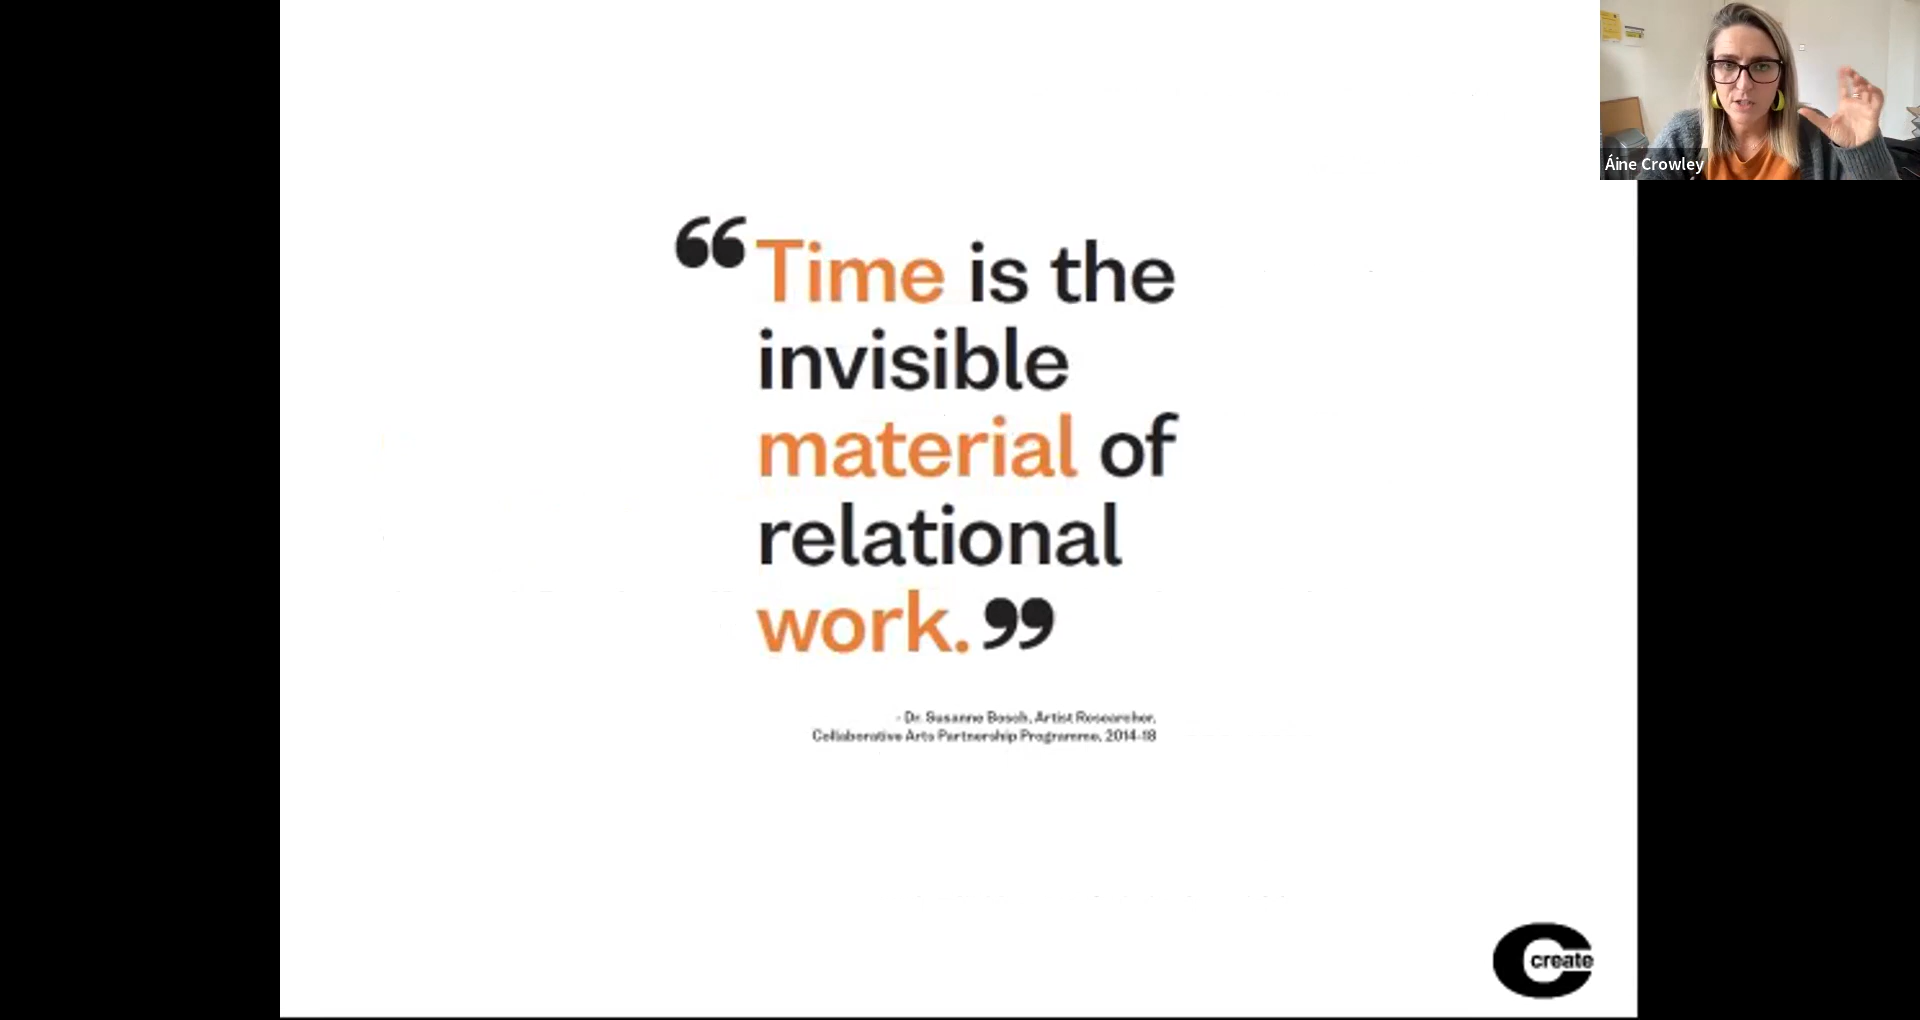 Áine Crowley
“Time is the
invisible
material of
relational
work.”
- Dr. Susanne Bosch, Artist Researcher,
Collaborative Arts Partnership Programme, 2014-18
create